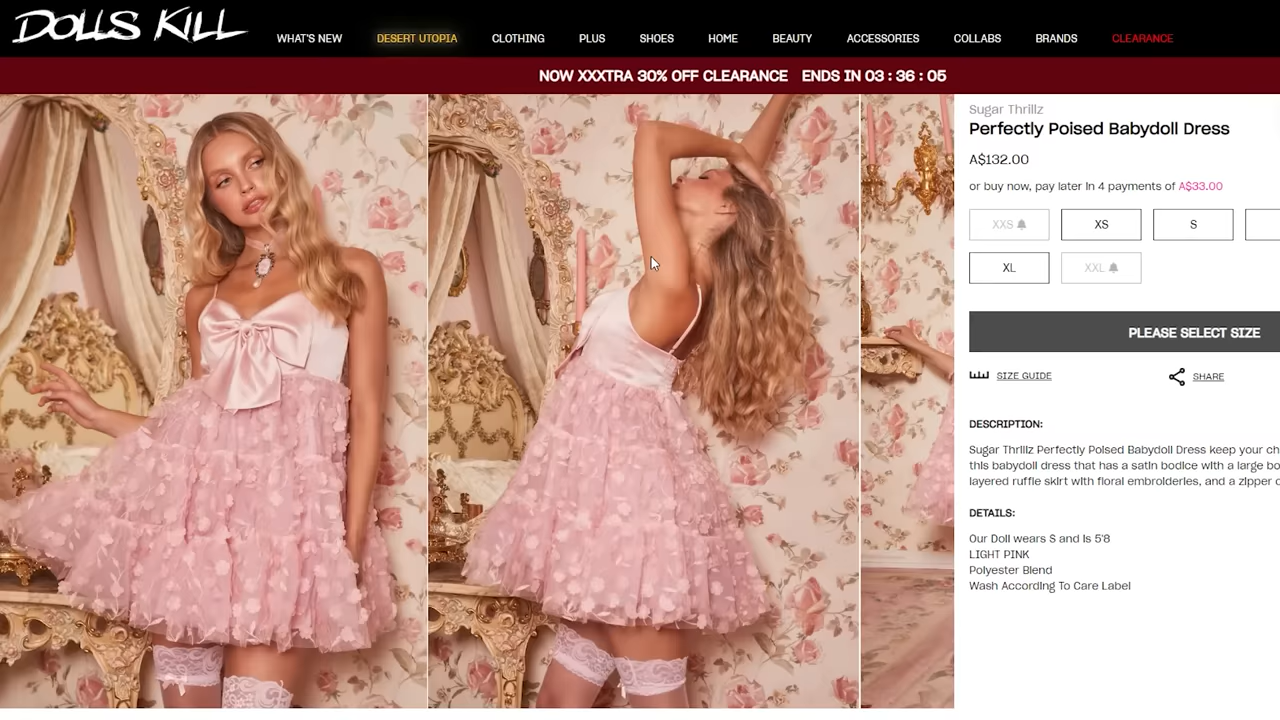 DOLLS KILL
WHAT'S NEW DESERT UTOPIA CLOTHING PLUS SHOES HOME BEAUTY ACCESSORIES COLLABS BRANDS CLEARANCE
NOW XXXTRA 30% OFF CLEARANCE ENDS IN 03 : 36 : 05
Sugar Thrillz
Perfectly Poised Babydoll Dress
A$132.00
or buy now, pay later in 4 payments of A$33.00
XXS XS S
XL XXL
PLEASE SELECT SIZE
SIZE GUIDE SHARE
DESCRIPTION:
Sugar Thrillz Perfectly Poised Babydoll Dress keep your ch
this babydoll dress that has a satin bodice with a large bo
layered ruffle skirt with floral embroideries, and a zipper c
DETAILS:
Our Doll wears S and is 5'8
LIGHT PINK
Polyester Blend
Wash According To Care Label